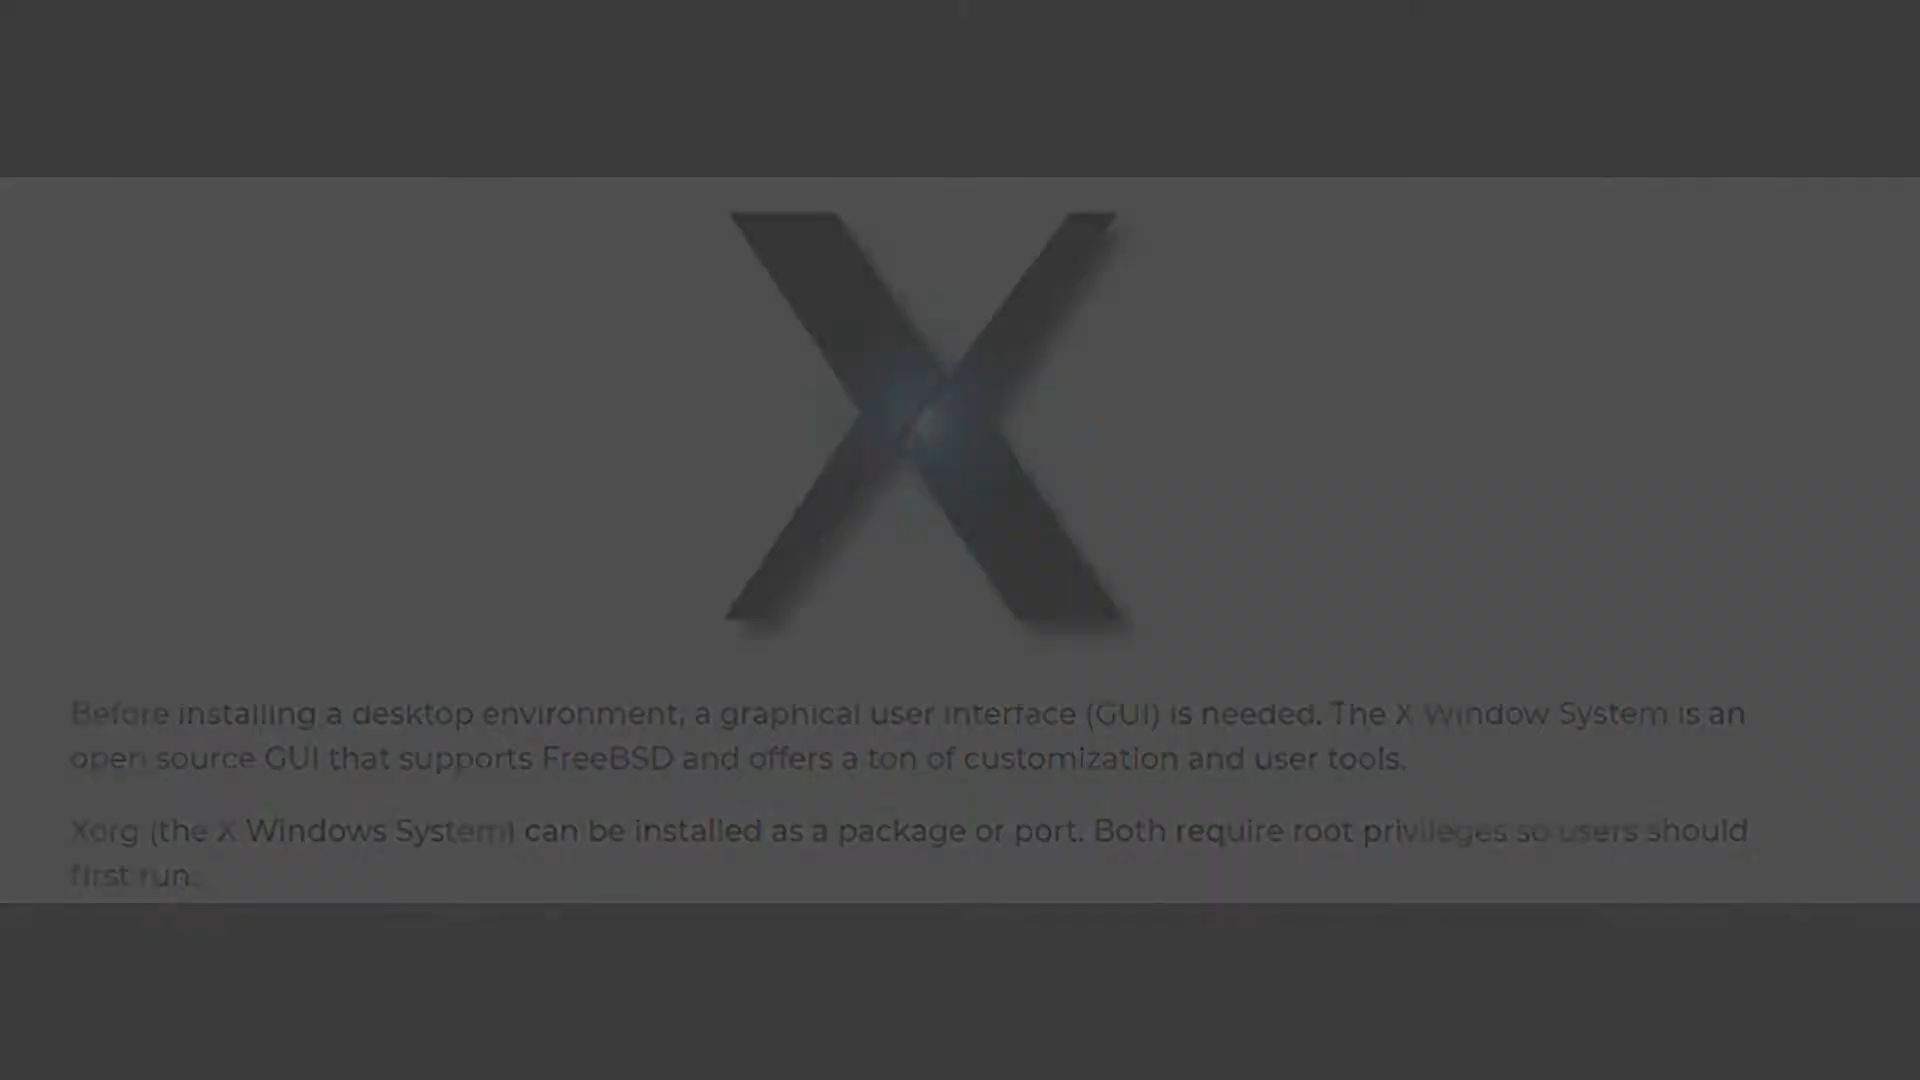 Before installing a desktop environment, a graphical user interface (GUI) is needed. The X Window System is an
open source GUI that supports FreeBSD and offers a ton of customization and user tools.
Xorg (the X Windows System) can be installed as a package or port. Both require root privileges so users should
first run.